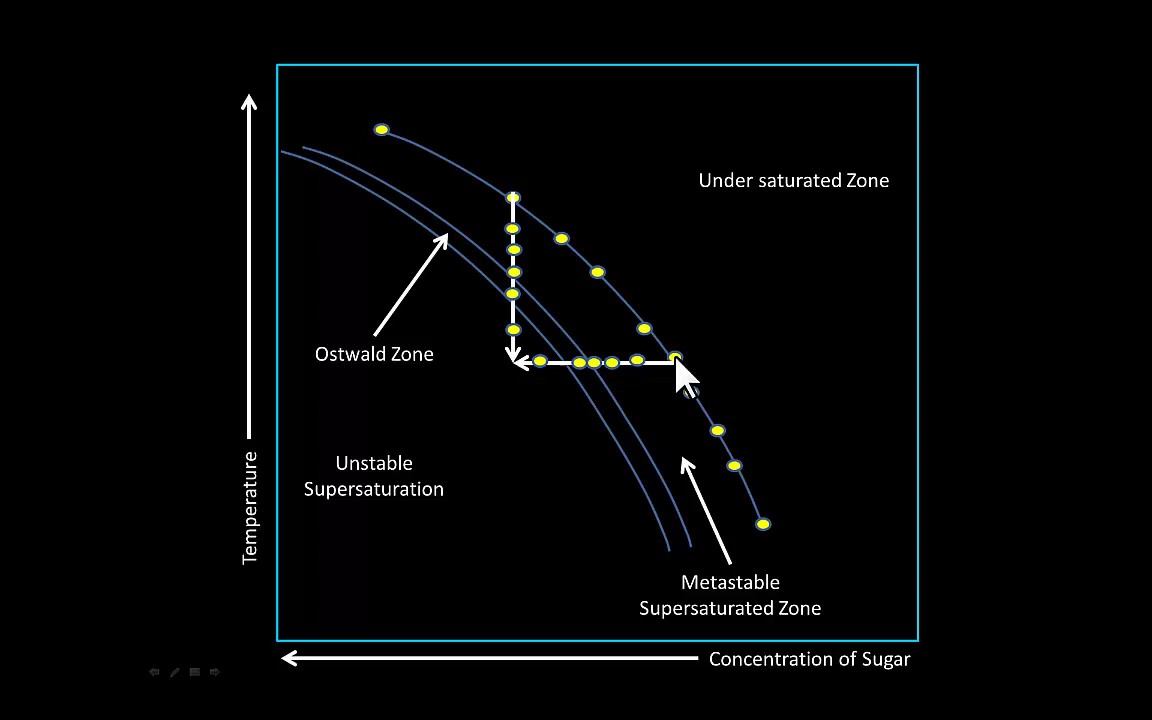 Under saturated Zone
Ostwald Zone
Unstable
Supersaturation
Temperature
Metastable
Supersaturated Zone
Concentration of Sugar